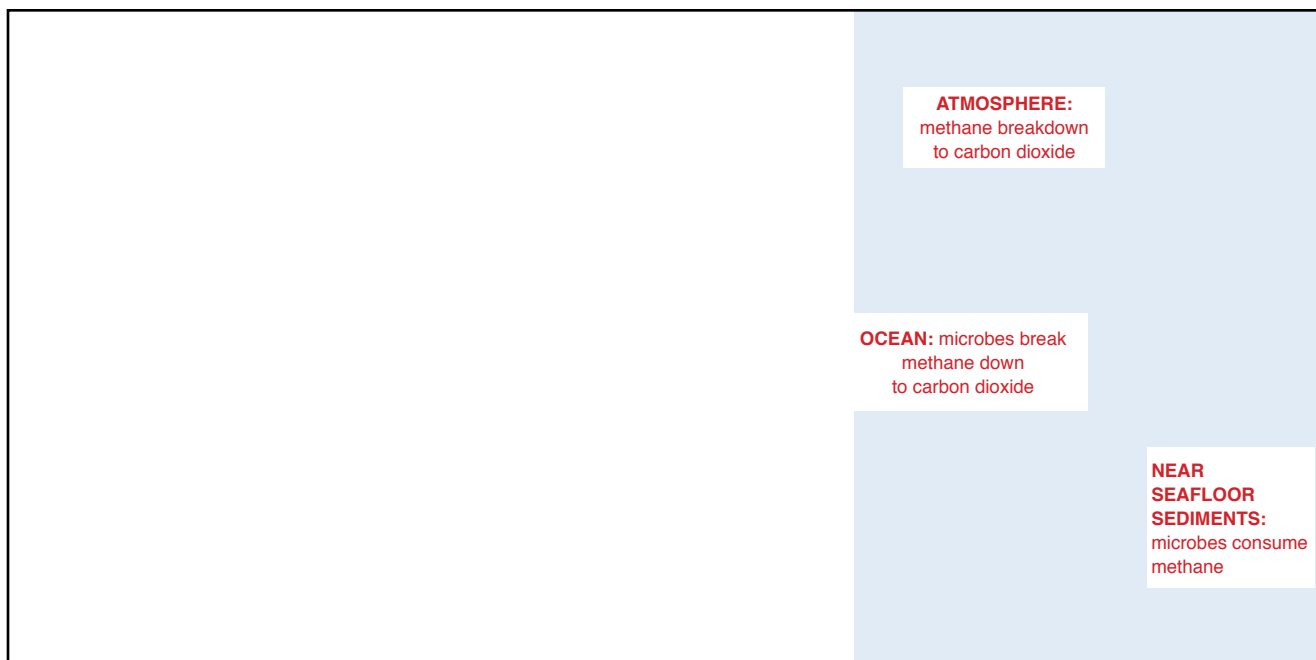 ATMOSPHERE:
methane breakdown
to carbon dioxide
OCEAN: microbes break
methane down
to carbon dioxide
NEAR
SEAFLOOR
SEDIMENTS:
microbes consume
methane